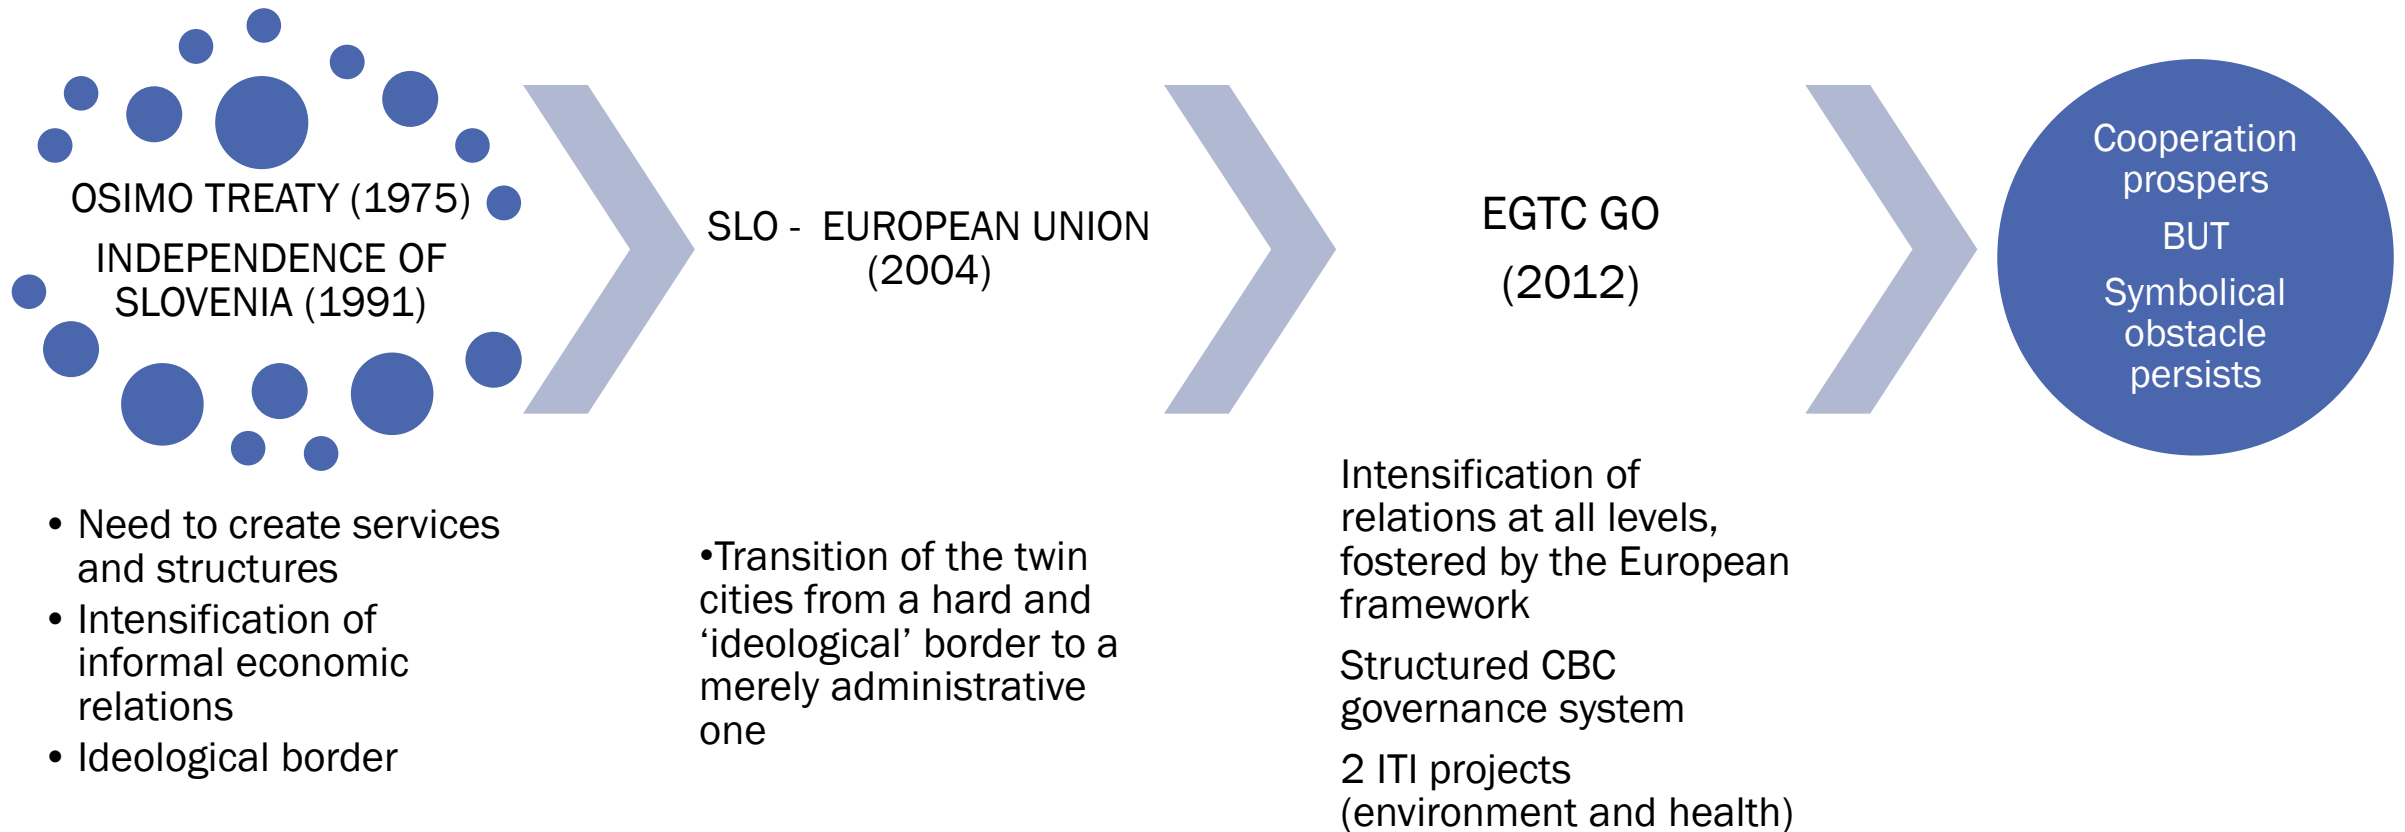 OSIMO TREATY (1975)
INDEPENDENCE OF
SLOVENIA (1991)
• Need to create services
and structures
• Intensification of
informal economic
relations
• Ideological border
SLO - EUROPEAN UNION
(2004)
•Transition of the twin
cities from a hard and
‘ideological’ border to a
merely administrative
one
EGTC GO
(2012)
Intensification of
relations at all levels,
fostered by the European
framework
Structured CBC
governance system
2 ITI projects
(environment and health)
Cooperation
prospers
BUT
Symbolical
obstacle
persists